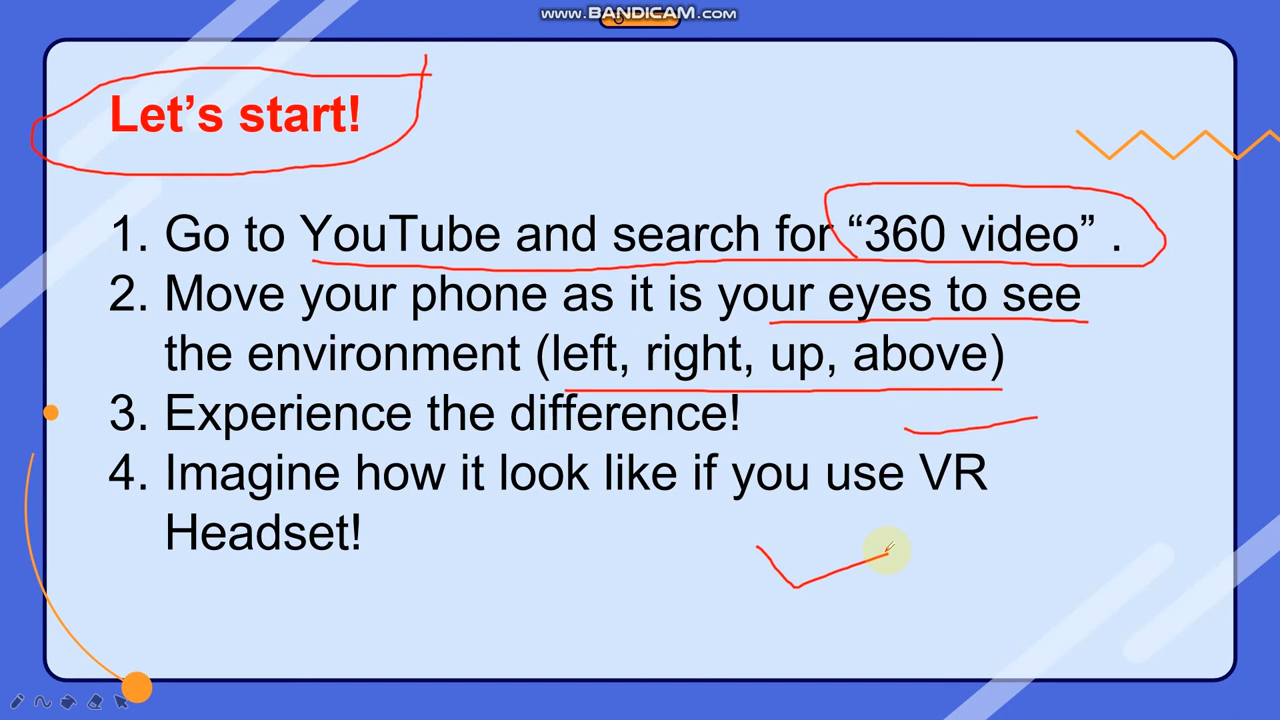 www.BANDICAM.com
Let’s start!
1. Go to YouTube and search for “360 video” .
2. Move your phone as it is your eyes to see
the environment (left, right, up, above)
3. Experience the difference!
4. Imagine how it look like if you use VR
Headset!